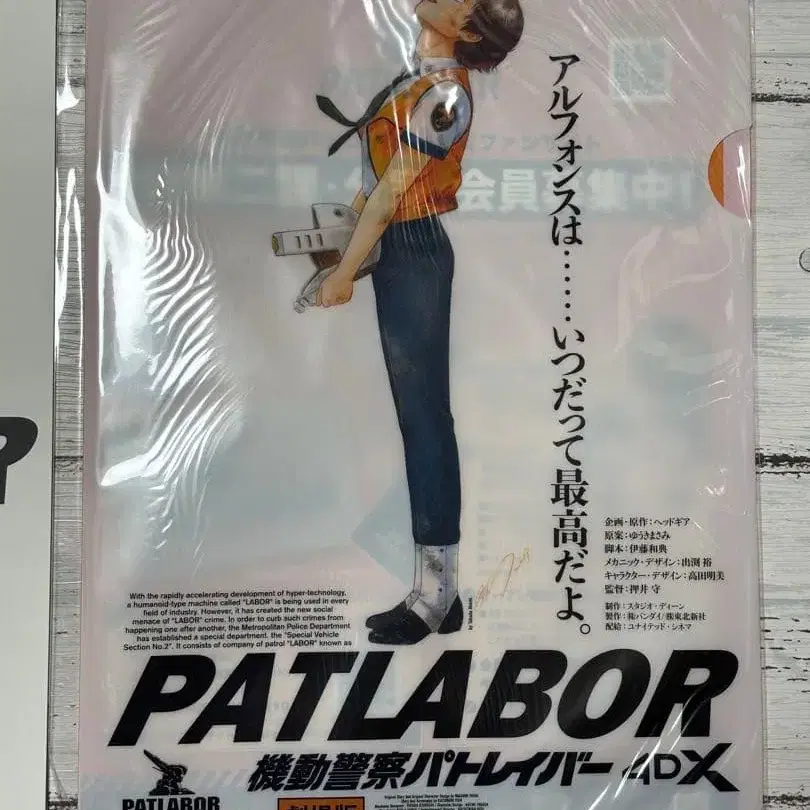 アルフォンスは……いつだって最高だよ。
会員募集中!
企画・原作:ヘッドギア
原案:ゆうきまさみ
脚本:伊藤和典
メカニック・デザイン:出渕 裕
キャラクター・デザイン:高田明美
監督:押井 守
制作:スタジオ・ディーン
製作:㈱バンダイ/㈱東北新社
配給:ユナイテッド・シネマ
With the rapidly accelerating development of hyper-technology,
a humanoid-type machine called "LABOR" is being used in every
field of industry. However, it has created the new social
menace of "LABOR" crime. In order to curb such crimes from
happening one after another, the Metropolitan Police Department
has established a special department. the "Special Vehicle
Section No.2". It consists of company of patrol "LABOR" known as
PATLABOR
機動警察パトレイバー 4DX
PATLABOR
劇場版
R